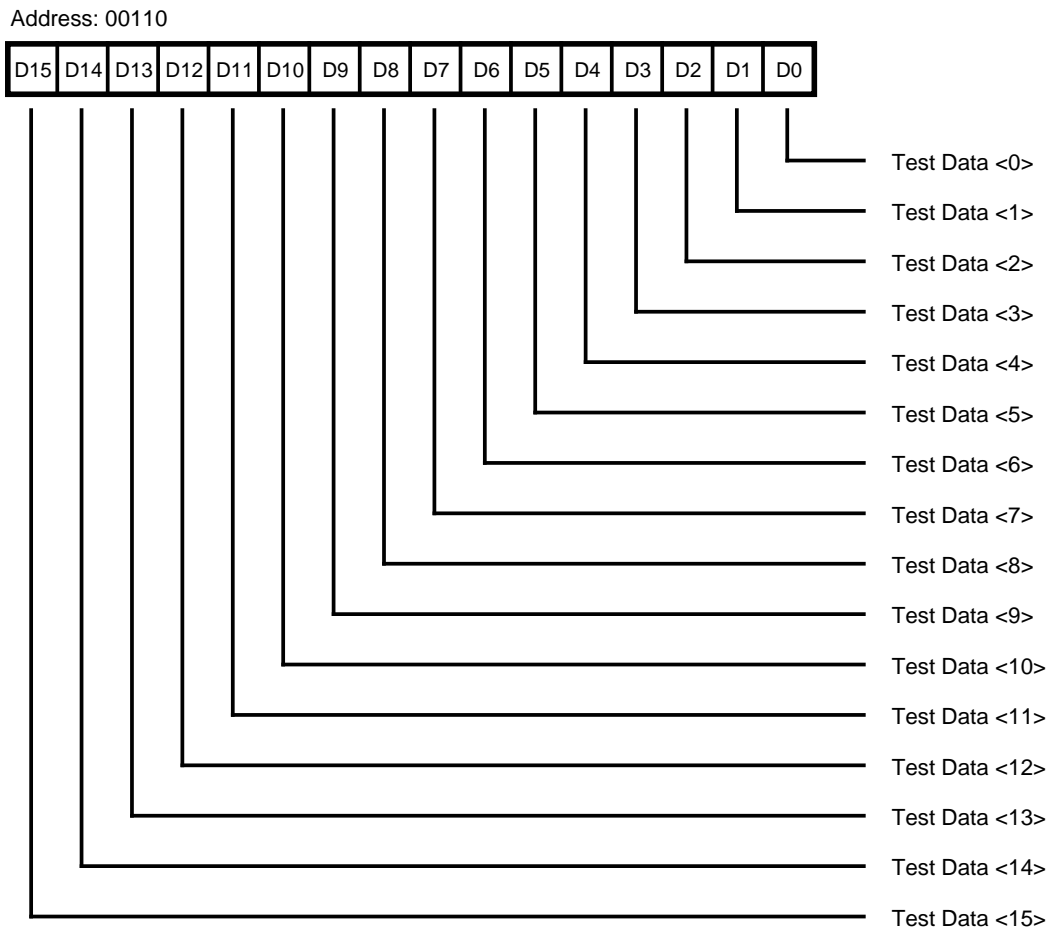 Address: 00110
D15 D14 D13 D12 D11 D10 D9 D8 D7 D6 D5 D4 D3 D2 D1 D0
Test Data <0>
Test Data <1>
Test Data <2>
Test Data <3>
Test Data <4>
Test Data <5>
Test Data <6>
Test Data <7>
Test Data <8>
Test Data <9>
Test Data <10>
Test Data <11>
Test Data <12>
Test Data <13>
Test Data <14>
Test Data <15>